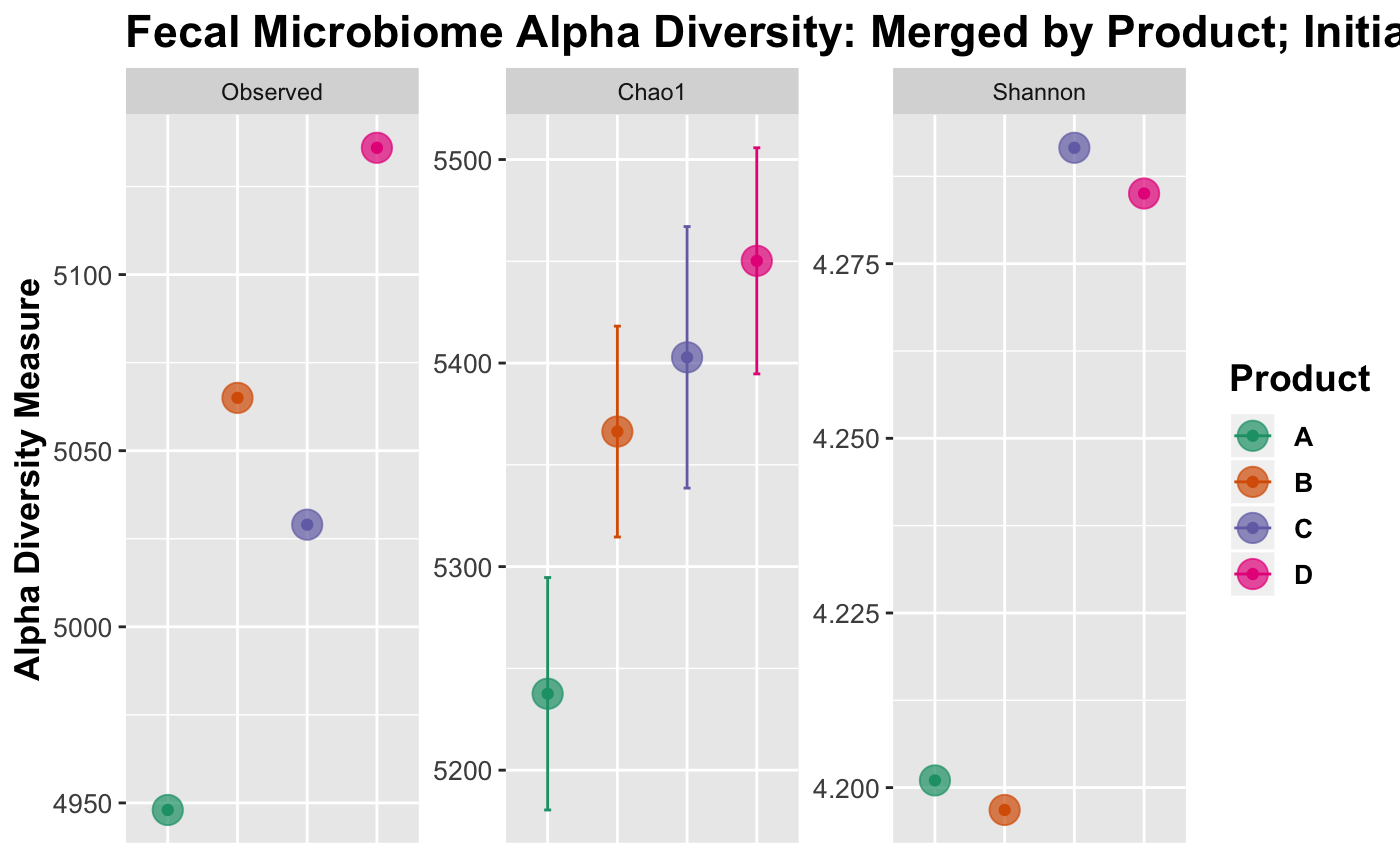 Fecal Microbiome Alpha Diversity: Merged by Product; Initia
Observed
Chao1
Shannon
Alpha Diversity Measure
5100
5050
5000
4950
5500
5400
5300
5200
4.275
4.250
4.225
4.200
Product
A
B
C
D